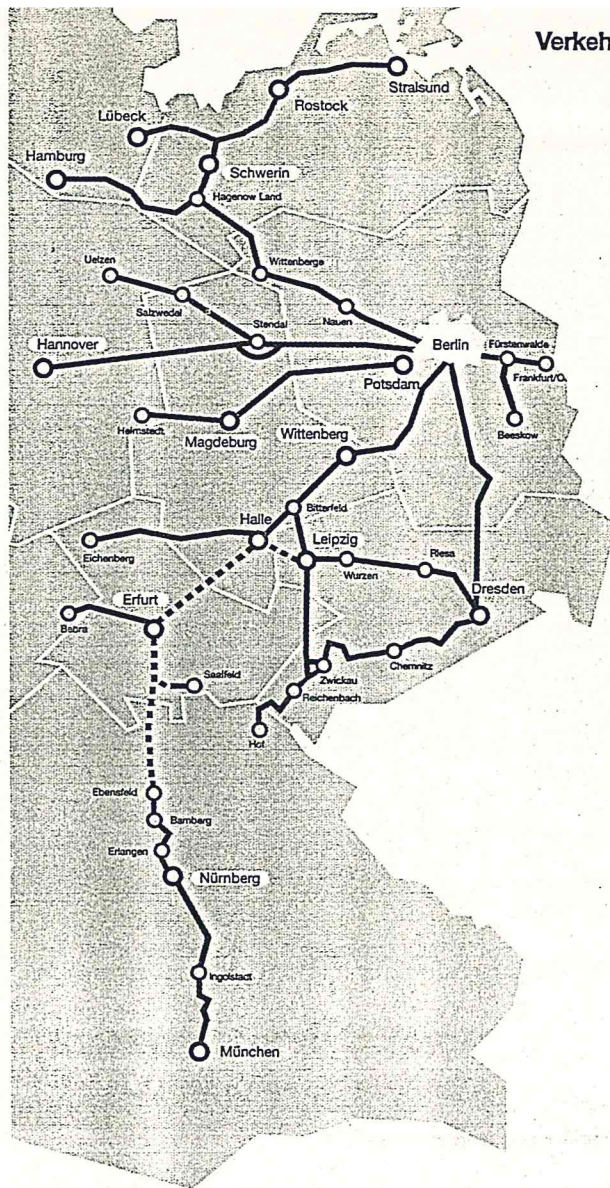 Verkeh
Stralsund
Rostock
Lübeck
Hamburg
Schwerin
Hagenow Land
Wittenberge
Uelzen
Salzwedel
Nauen
Stendal
Berlin
Fürstenwalde
Hannover
Frankfurt/O.
Potsdam
Helmstedt
Magdeburg
Beeskow
Wittenberg
Bitterfeld
Halle
Leipzig
Eichenberg
Wurzen
Riesa
Dresden
Erfurt
Bebra
Chemnitz
Zwickau
Saalfeld
Reichenbach
Hof
Ebensfeld
Bamberg
Erlangen
Nürnberg
Ingolstadt
München